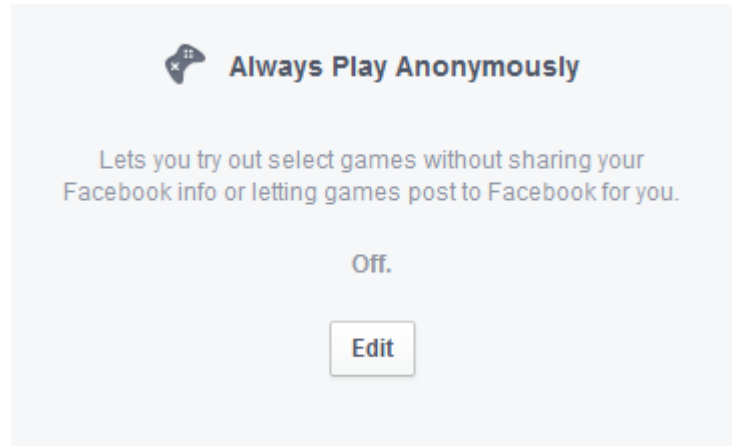 Always Play Anonymously
Lets you try out select games without sharing your
Facebook info or letting games post to Facebook for you.
Off.
Edit